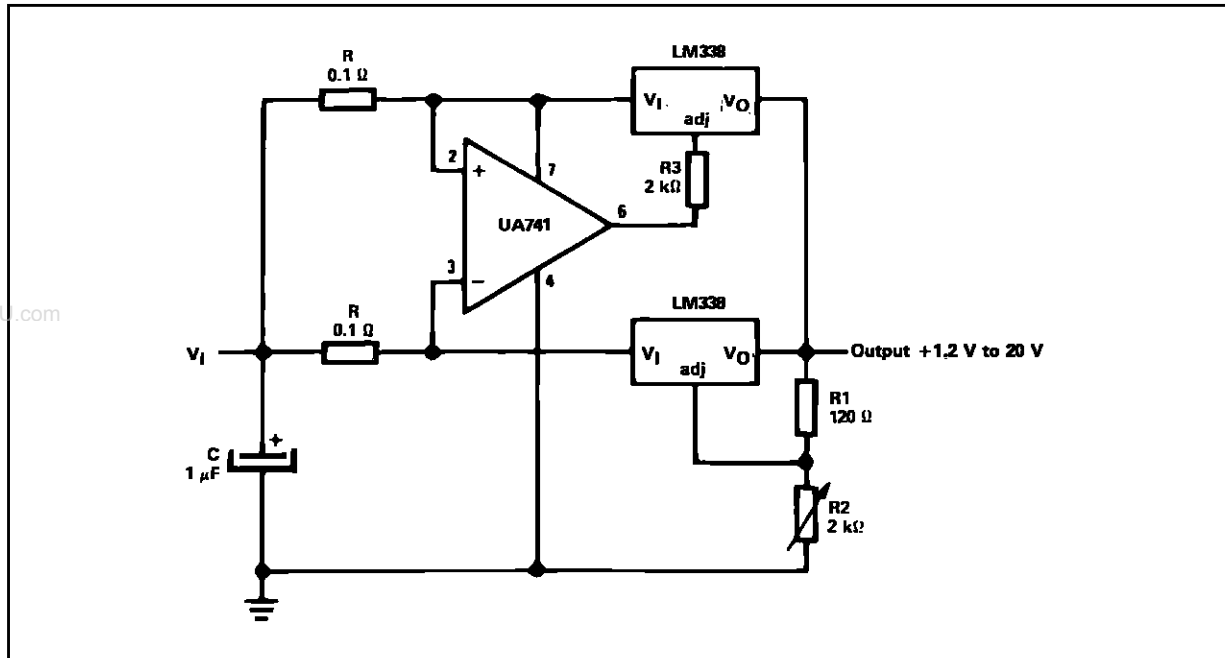 R
0.1 Ω
LM338
VI
VO
adj
2
+
7
R3
2 kΩ
UA741
6
3
−
4
U.com
R
0.1 Ω
LM338
VI
VI
VO
adj
Output +1.2 V to 20 V
R1
120 Ω
C
+
1 μF
R2
2 kΩ